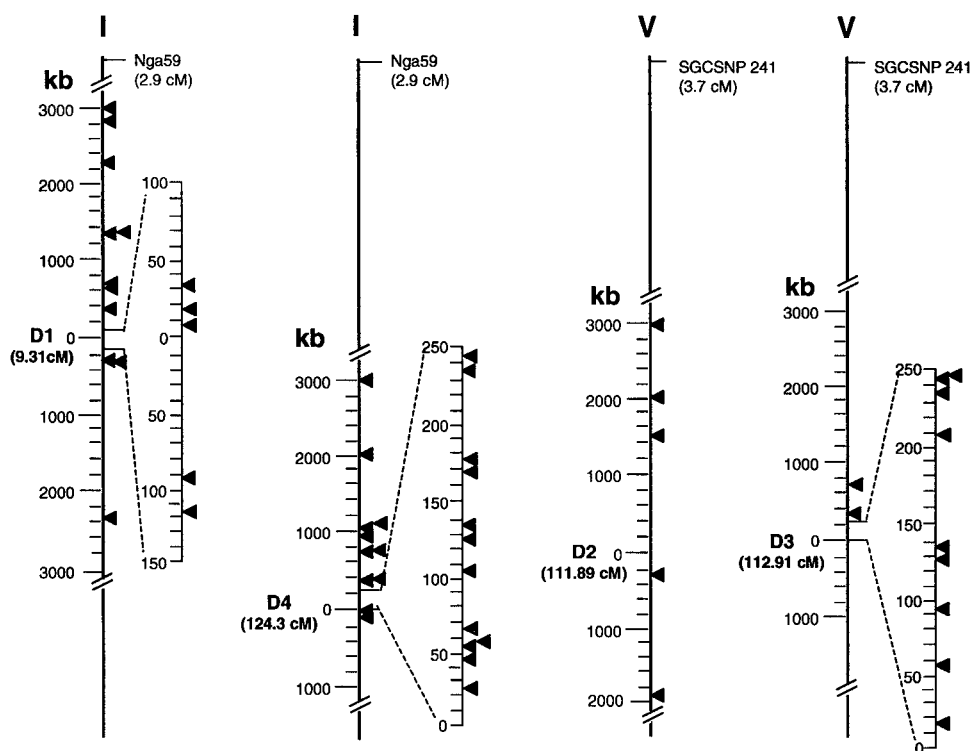 I
Nga59
(2.9 cM)
kb
3000
2000
1000
D1
0
(9.31cM)
1000
2000
3000
100
50
0
50
100
150
I
Nga59
(2.9 cM)
kb
3000
2000
1000
D4
0
(124.3 cM)
1000
250
200
150
100
50
0
V
SGCSNP 241
(3.7 cM)
kb
3000
2000
1000
D2
0
(111.89 cM)
1000
2000
V
SGCSNP 241
(3.7 cM)
kb
3000
2000
1000
D3
0
(112.91 cM)
1000
250
200
150
100
50
0